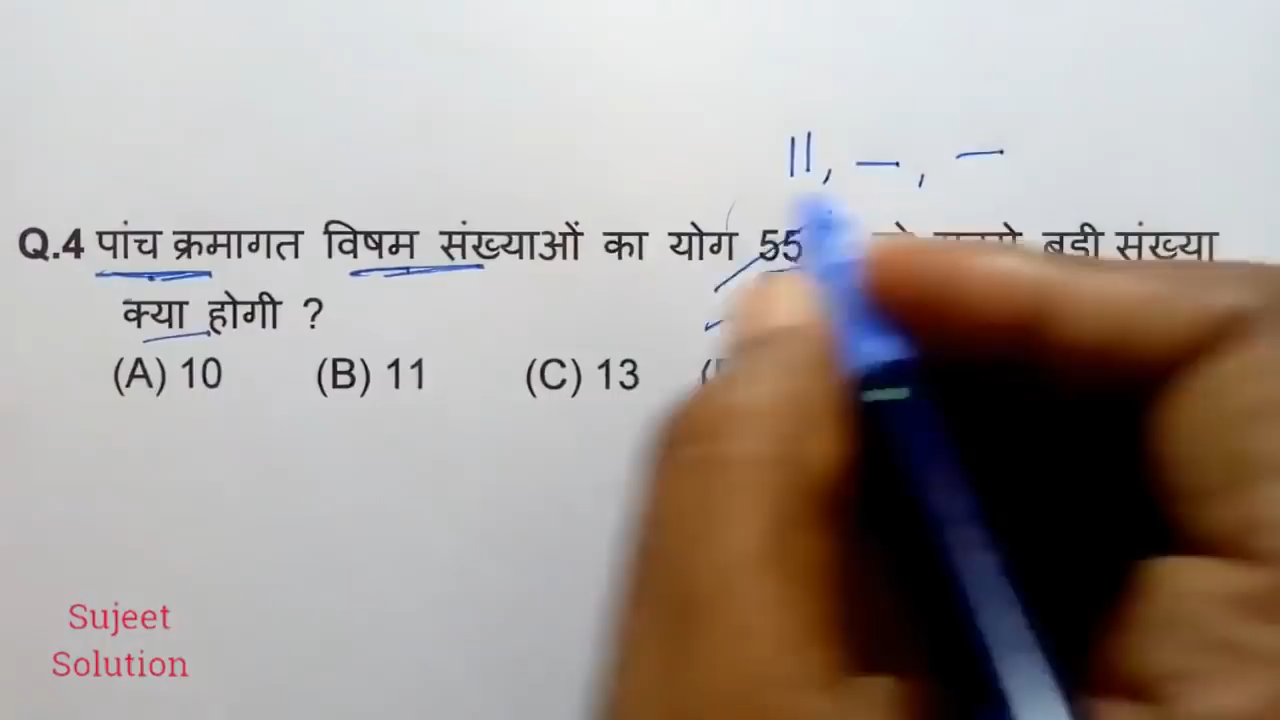 11, — , —
Q.4 पांच क्रमागत विषम संख्याओं का योग 55 बडी संख्या
क्या होगी ?
(A) 10 (B) 11 (C) 13
Sujeet
Solution